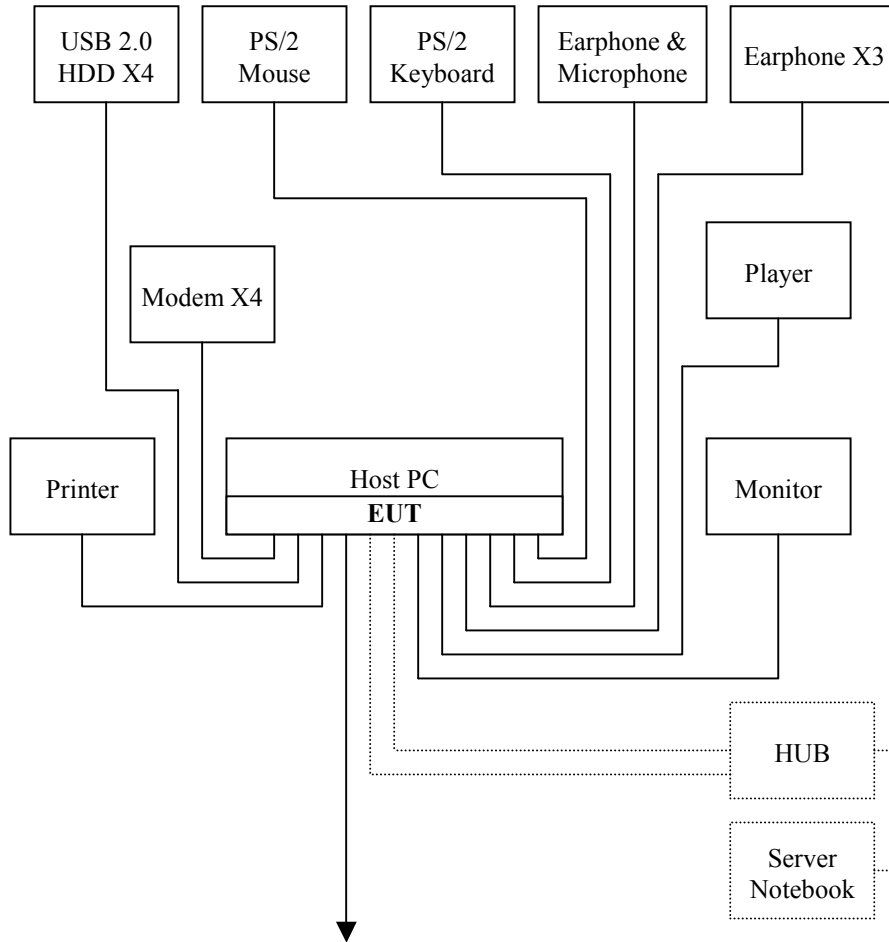 USB 2.0
HDD X4
PS/2
Mouse
PS/2
Keyboard
Earphone &
Microphone
Earphone X3
Modem X4
Player
Printer
Host PC
EUT
Monitor
HUB
Server
Notebook